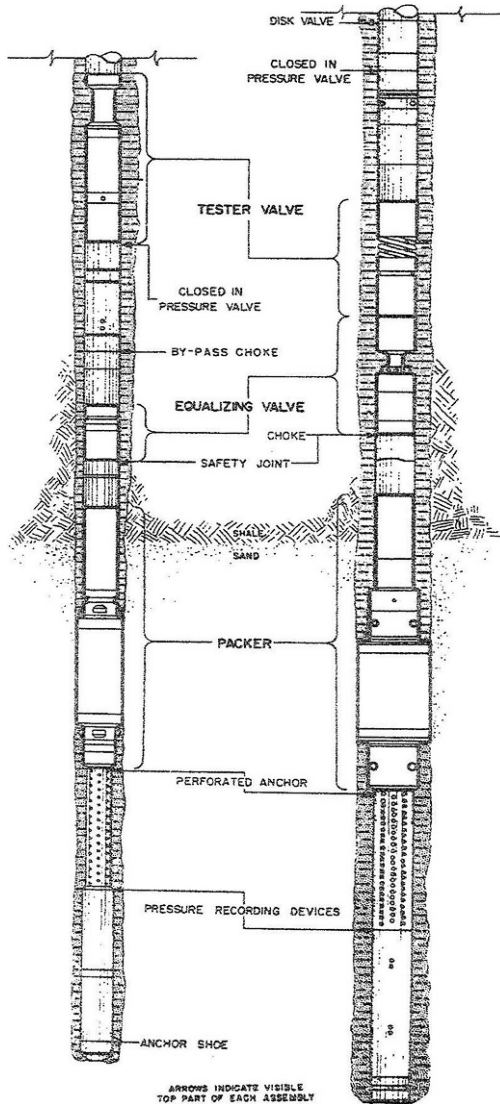 DISK VALVE
CLOSED IN
PRESSURE VALVE
TESTER VALVE
CLOSED IN
PRESSURE VALVE
BY-PASS CHOKE
EQUALIZING VALVE
CHOKE
SAFETY JOINT
SHALE
SAND
PACKER
PERFORATED ANCHOR
PRESSURE RECORDING DEVICES
ANCHOR SHOE
ARROWS INDICATE VISIBLE
TOP PART OF EACH ASSEMBLY